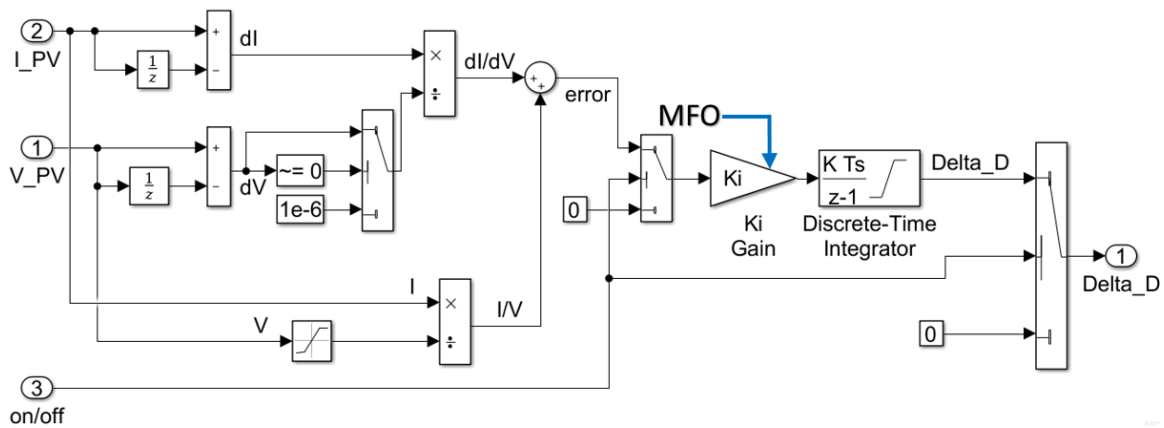 2
I_PV
+
−
1
z
dI
×
÷
dI/dV
+
+
error
1
V_PV
+
−
1
z
dV
~= 0
1e-6
MFO
0
Ki
Ki
Gain
K Ts
z-1
Discrete-Time
Integrator
Delta_D
I
V
×
÷
I/V
0
1
Delta_D
3
on/off